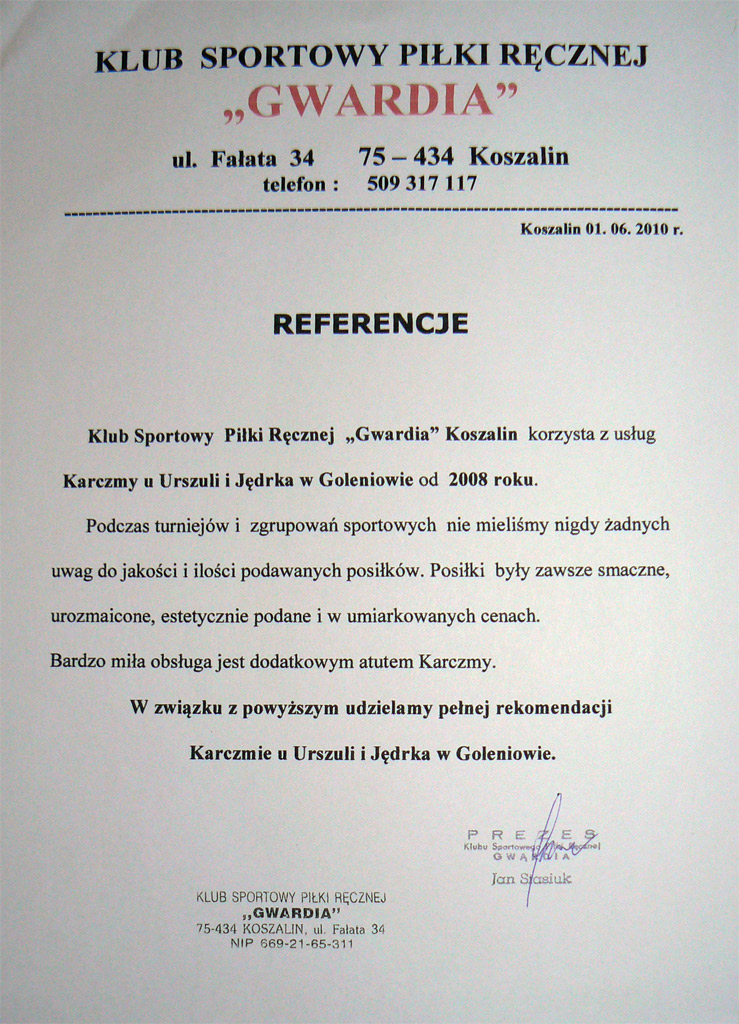 KLUB SPORTOWY PIŁKI RĘCZNEJ
„GWARDIA”
ul. Fałata 34 75 – 434 Koszalin
telefon : 509 317 117
Koszalin 01. 06. 2010 r.
REFERENCJE
Klub Sportowy Piłki Ręcznej „Gwardia” Koszalin korzysta z usług
Karczmy u Urszuli i Jędrka w Goleniowie od 2008 roku.
Podczas turniejów i zgrupowań sportowych nie mieliśmy nigdy żadnych
uwag do jakości i ilości podawanych posiłków. Posiłki były zawsze smaczne,
urozmaicone, estetycznie podane i w umiarkowanych cenach.
Bardzo miła obsługa jest dodatkowym atutem Karczmy.
W związku z powyższym udzielamy pełnej rekomendacji
Karczmie u Urszuli i Jędrka w Goleniowie.
PREZES
Klubu Sportowego Piłki Ręcznej
GWARDIA
Jan Stasiuk
KLUB SPORTOWY PIŁKI RĘCZNEJ
„GWARDIA”
75-434 KOSZALIN, ul. Fałata 34
NIP 669-21-65-311